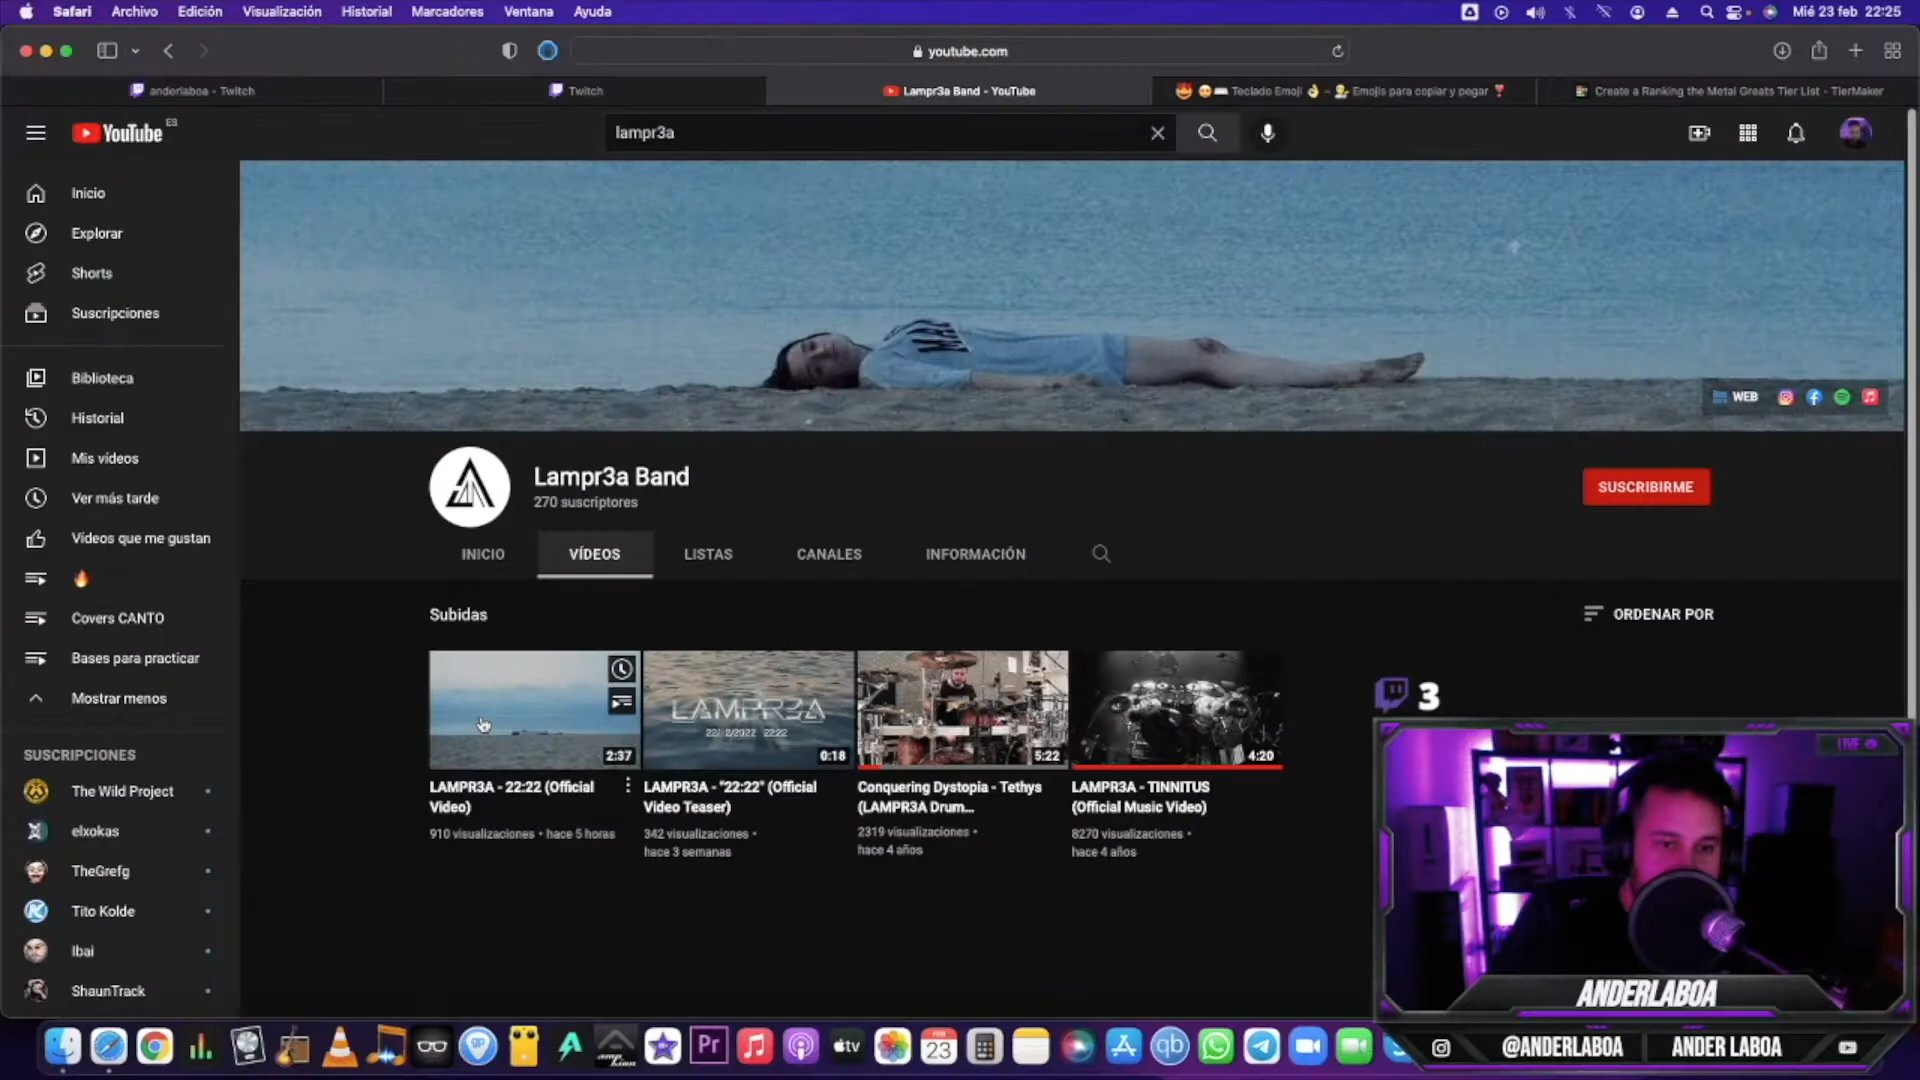 Safari Archivo Edición Visualización Historial Marcadores Ventana Ayuda Mié 23 feb 22:25
youtube.com
anderlaboa - Twitch
Twitch
Lampr3a Band - YouTube
Teclado Emoji - Emojis para copiar y pegar
Create a Ranking the Metal Greats Tier List - TierMaker
YouTube ES
lampr3a
Inicio
Explorar
Shorts
Suscripciones
Biblioteca
Historial
Mis vídeos
Ver más tarde
Vídeos que me gustan
Covers CANTO
Bases para practicar
Mostrar menos
SUSCRIPCIONES
The Wild Project
elxokas
TheGrefg
Tito Kolde
Ibai
ShaunTrack
WEB
Lampr3a Band
270 suscriptores
SUSCRIBIRME
INICIO VÍDEOS LISTAS CANALES INFORMACIÓN
Subidas
ORDENAR POR
2:37
LAMPR3A - 22:22 (Official
Video)
910 visualizaciones • hace 5 horas
LAMPR3A
0:18
LAMPR3A - "22:22" (Official
Video Teaser)
342 visualizaciones •
hace 3 semanas
5:22
Conquering Dystopia - Tethys
(LAMPR3A Drum...
2319 visualizaciones •
hace 4 años
4:20
LAMPR3A - TINNITUS
(Official Music Video)
8270 visualizaciones •
hace 4 años
3
LIVE
ANDERLABOA
@ANDERLABOA
ANDER LABOA
Pr
tv
23
qb